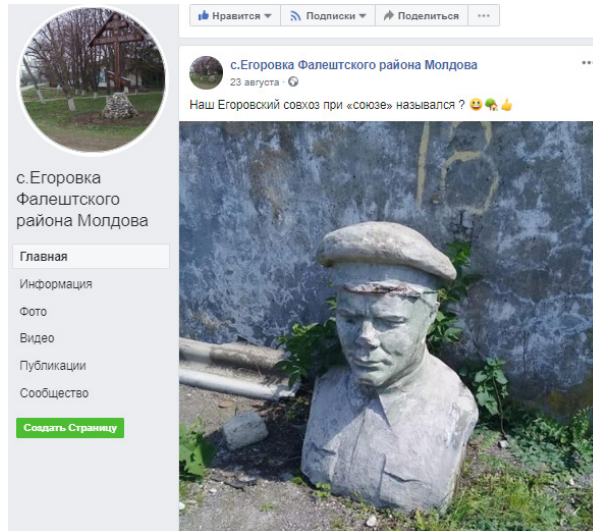 Нравится
Подписки
Поделиться
с.Егоровка Фалештского района Молдова
23 августа ·
Наш Егоровский совхоз при «союзе» назывался ? 😀🏡👍
с.Егоровка
Фалештского
района Молдова
Главная
Информация
Фото
Видео
Публикации
Сообщество
Создать Страницу